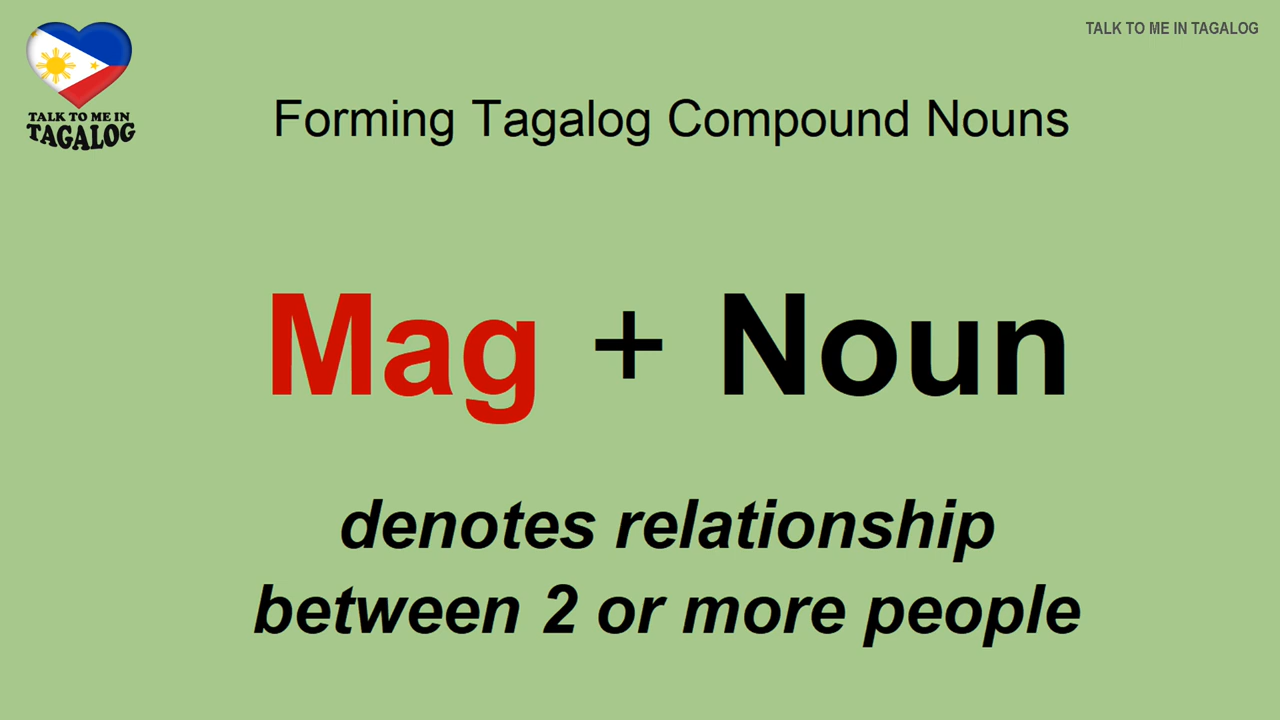 TALK TO ME IN TAGALOG
TALK TO ME IN
TAGALOG
Forming Tagalog Compound Nouns
Mag + Noun
denotes relationship
between 2 or more people